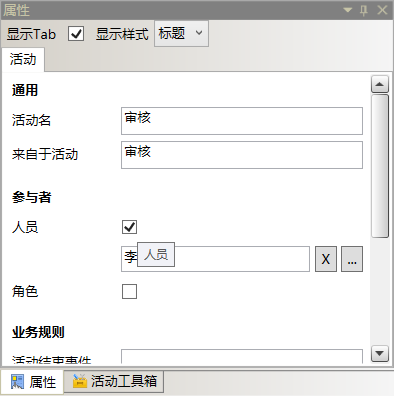 属性
显示Tab 显示样式 标题
活动
通用
活动名 审核
来自于活动 审核
参与者
人员
李 人员 X ...
角色
业务规则
活动结束事件
属性 活动工具箱